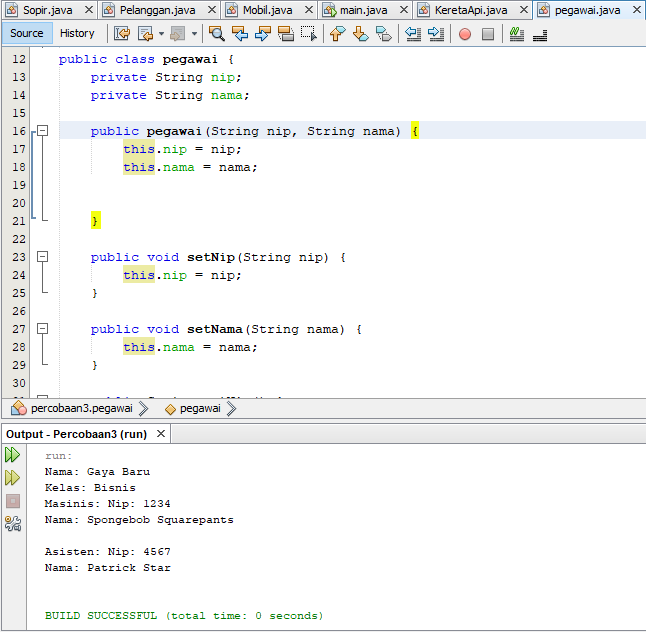 Sopir.java Pelanggan.java Mobil.java main.java KeretaApi.java pegawai.java
Source History
12 public class pegawai {
13 private String nip;
14 private String nama;
15
16 public pegawai(String nip, String nama) {
17 this.nip = nip;
18 this.nama = nama;
19
20
21 }
22
23 public void setNip(String nip) {
24 this.nip = nip;
25 }
26
27 public void setNama(String nama) {
28 this.nama = nama;
29 }
30
percobaan3.pegawai pegawai
Output - Percobaan3 (run)
run:
Nama: Gaya Baru
Kelas: Bisnis
Masinis: Nip: 1234
Nama: Spongebob Squarepants
Asisten: Nip: 4567
Nama: Patrick Star
BUILD SUCCESSFUL (total time: 0 seconds)